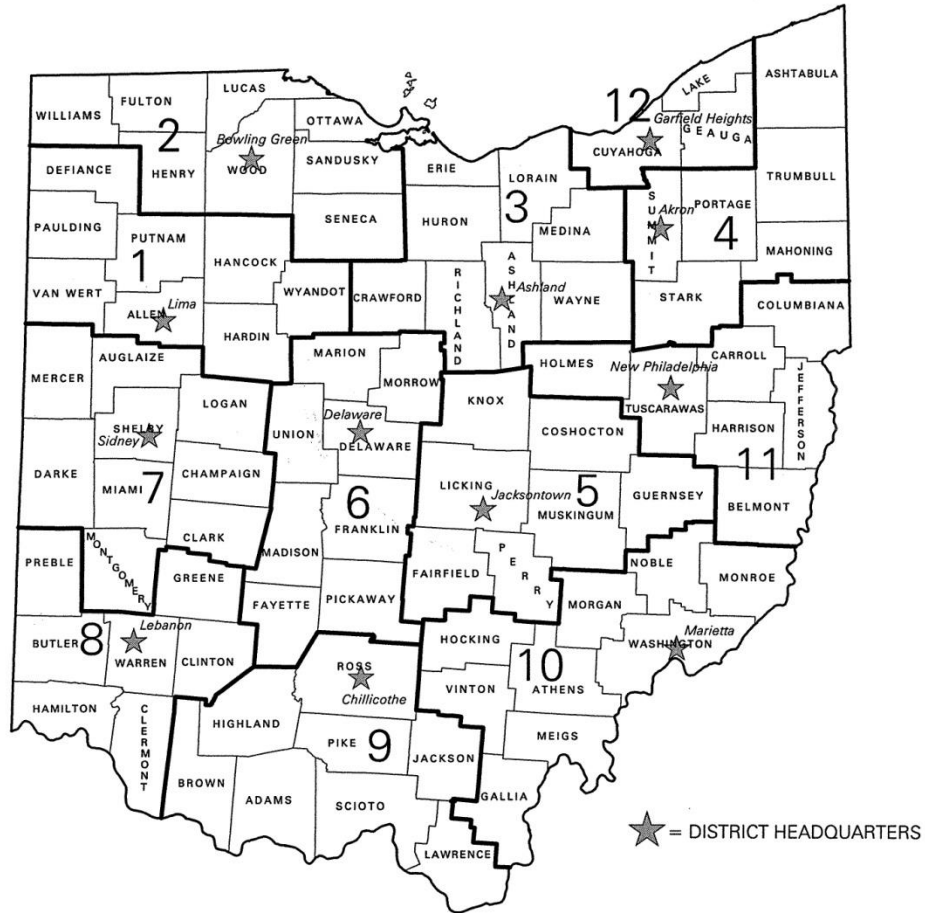 LAKE
ASHTABULA
LUCAS
12
FULTON
WILLIAMS
OTTAWA
Garfield Heights
GEAUGA
2
Bowling Green
CUYAHOGA
WOOD
SANDUSKY
ERIE
LORAIN
DEFIANCE
HENRY
TRUMBULL
3
SUMMIT
PORTAGE
Akron
4
PAULDING
SENECA
HURON
MEDINA
PUTNAM
1
HANCOCK
MAHONING
RICHLAND
ASHLAND
Ashland
VAN WERT
WYANDOT
CRAWFORD
WAYNE
STARK
ALLEN
Lima
COLUMBIANA
HARDIN
MARION
AUGLAIZE
HOLMES
CARROLL
MERCER
New Philadelphia
JEFFERSON
MORROW
KNOX
LOGAN
Delaware
TUSCARAWAS
SHELBY
Sidney
UNION
DELAWARE
COSHOCTON
HARRISON
DARKE
CHAMPAIGN
11
MIAMI
7
LICKING
Jacksontown
5
GUERNSEY
6
BELMONT
MUSKINGUM
FRANKLIN
CLARK
MONTGOMERY
MADISON
PERRY
PREBLE
NOBLE
GREENE
FAIRFIELD
MONROE
FAYETTE
PICKAWAY
MORGAN
Lebanon
Marietta
BUTLER
8
WARREN
HOCKING
WASHINGTON
CLINTON
ROSS
10
Chillicothe
VINTON
ATHENS
HAMILTON
CLERMONT
HIGHLAND
MEIGS
PIKE
9
JACKSON
BROWN
GALLIA
ADAMS
SCIOTO
= DISTRICT HEADQUARTERS
LAWRENCE